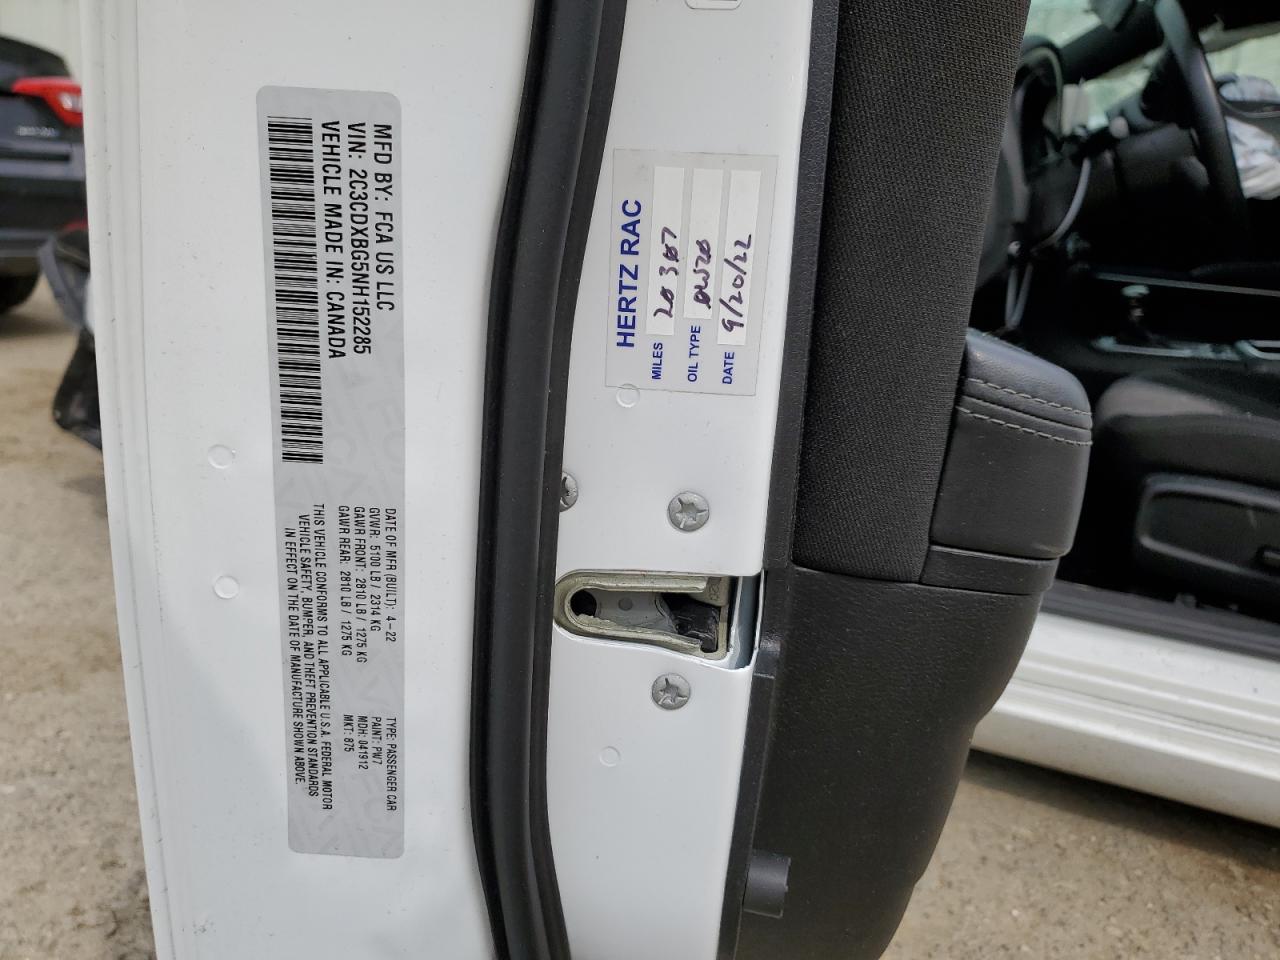 MFD BY: FCA US LLC
VIN: 2C3CDXBG5NH152285
VEHICLE MADE IN: CANADA
DATE OF MFR (BUILT): 4-22
GVWR: 5100 LB / 2314 KG
GAWR FRONT: 2810 LB / 1275 KG
GAWR REAR: 2810 LB / 1275 KG
THIS VEHICLE CONFORMS TO ALL APPLICABLE U.S.A. FEDERAL MOTOR
VEHICLE SAFETY, BUMPER, AND THEFT PREVENTION STANDARDS
IN EFFECT ON THE DATE OF MANUFACTURE SHOWN ABOVE.
TYPE: PASSENGER CAR
PAINT: PW7
MDH: 041912
MKT: 875
HERTZ RAC
MILES 20307
OIL TYPE 0W20
DATE 9/20/22